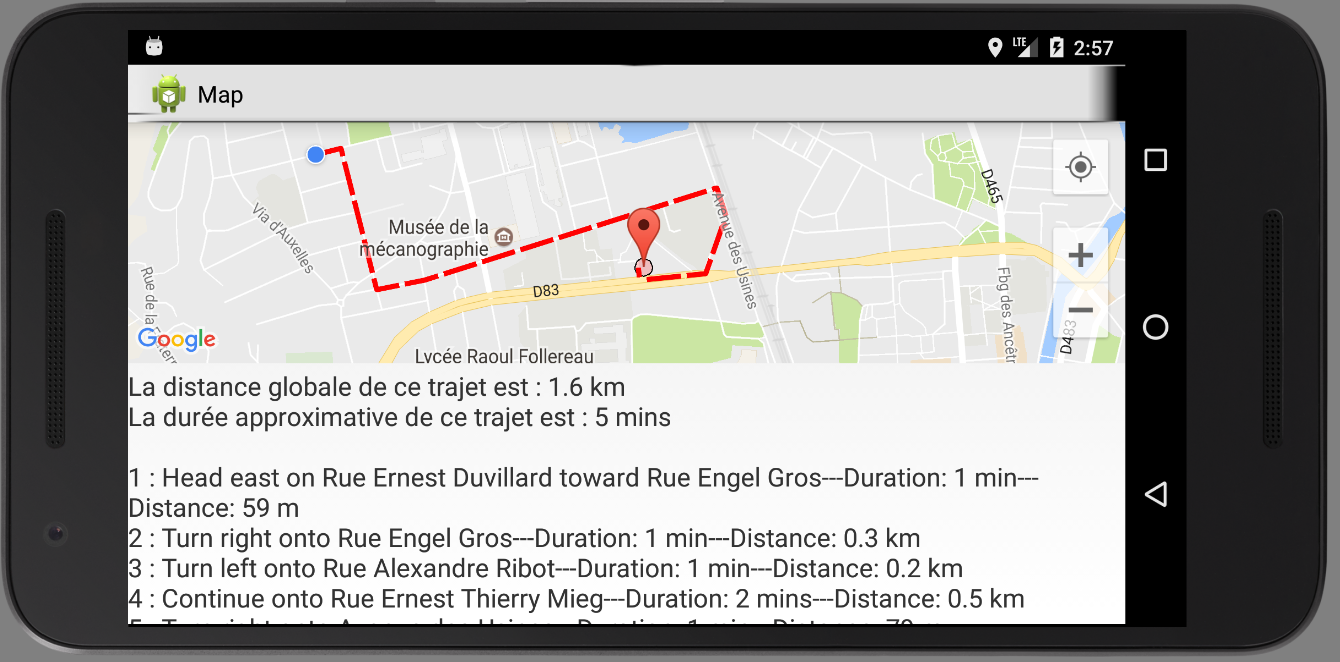 LTE 2:57
Map
D465
Avenue des Usines
Via d'Auxelles
Musée de la
mécanographie
Rue de la
D83
Fbg des Ancêtr
D483
Google
Lycée Raoul Follereau
La distance globale de ce trajet est : 1.6 km
La durée approximative de ce trajet est : 5 mins
1 : Head east on Rue Ernest Duvillard toward Rue Engel Gros---Duration: 1 min---
Distance: 59 m
2 : Turn right onto Rue Engel Gros---Duration: 1 min---Distance: 0.3 km
3 : Turn left onto Rue Alexandre Ribot---Duration: 1 min---Distance: 0.2 km
4 : Continue onto Rue Ernest Thierry Mieg---Duration: 2 mins---Distance: 0.5 km